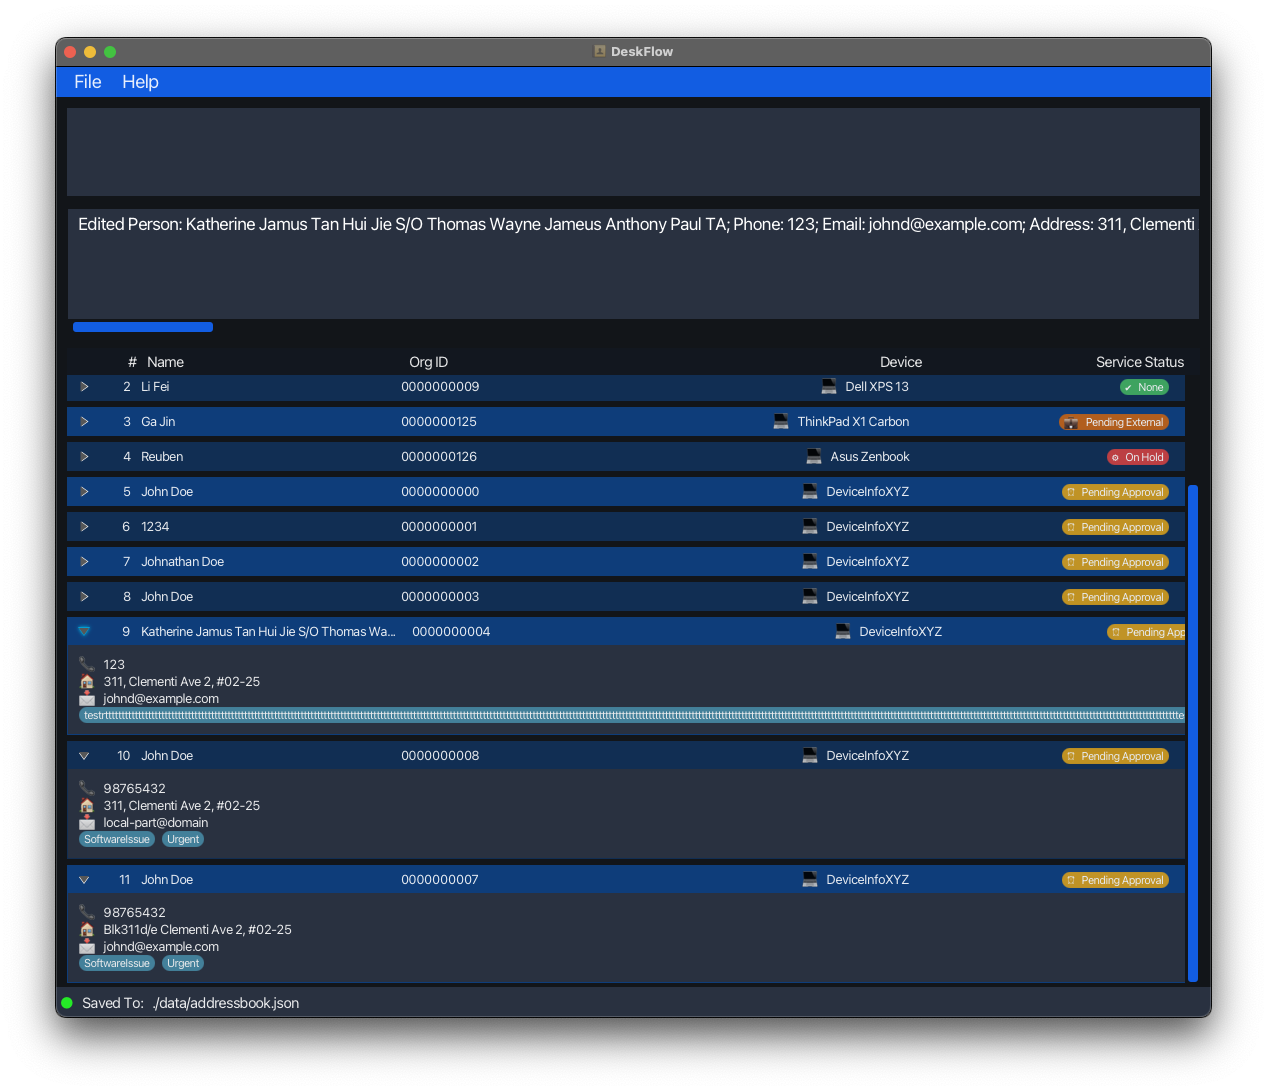 DeskFlow
File Help
Edited Person: Katherine Jamus Tan Hui Jie S/O Thomas Wayne Jameus Anthony Paul TA; Phone: 123; Email: johnd@example.com; Address: 311, Clementi
# Name Org ID Device Service Status
2 Li Fei 0000000009 Dell XPS 13 None
3 Ga Jin 0000000125 ThinkPad X1 Carbon Pending External
4 Reuben 0000000126 Asus Zenbook On Hold
5 John Doe 0000000000 DeviceInfoXYZ Pending Approval
6 1234 0000000001 DeviceInfoXYZ Pending Approval
7 Johnathan Doe 0000000002 DeviceInfoXYZ Pending Approval
8 John Doe 0000000003 DeviceInfoXYZ Pending Approval
9 Katherine Jamus Tan Hui Jie S/O Thomas Wa... 0000000004 DeviceInfoXYZ Pending App
123
311, Clementi Ave 2, #02-25
johnd@example.com
10 John Doe 0000000008 DeviceInfoXYZ Pending Approval
98765432
311, Clementi Ave 2, #02-25
local-part@domain
SoftwareIssue Urgent
11 John Doe 0000000007 DeviceInfoXYZ Pending Approval
98765432
Blk311d/e Clementi Ave 2, #02-25
johnd@example.com
SoftwareIssue Urgent
Saved To: ./data/addressbook.json